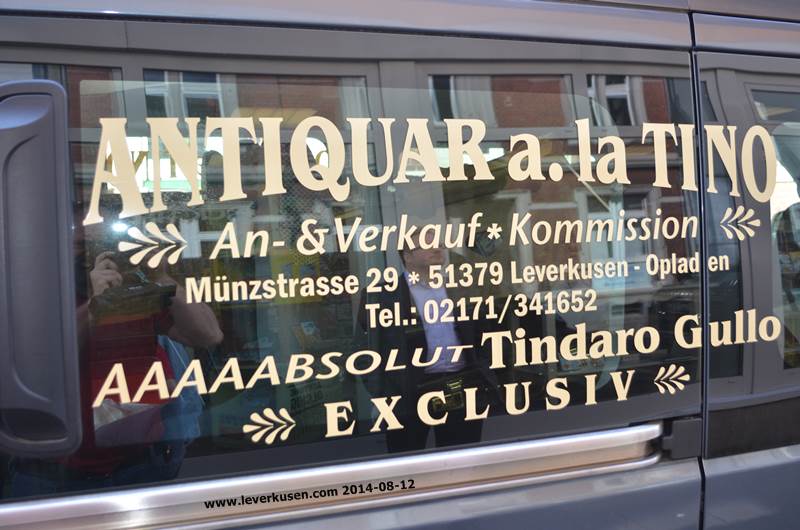 ANTIQUAR a. la TINO
An- & Verkauf * Kommission
Münzstrasse 29 * 51379 Leverkusen - Opladen
Tel.: 02171/341652
AAAAABSOLUT Tindaro Gullo
EXCLUSIV
www.leverkusen.com 2014-08-12